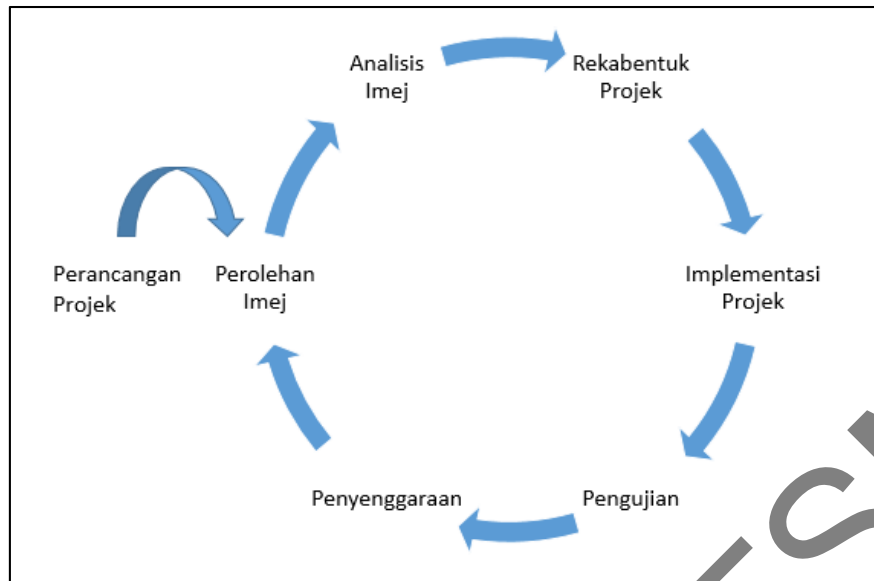 Analisis
Imej
Rekabentuk
Projek
Perancangan
Projek
Perolehan
Imej
Implementasi
Projek
Penyenggaraan
Pengujian